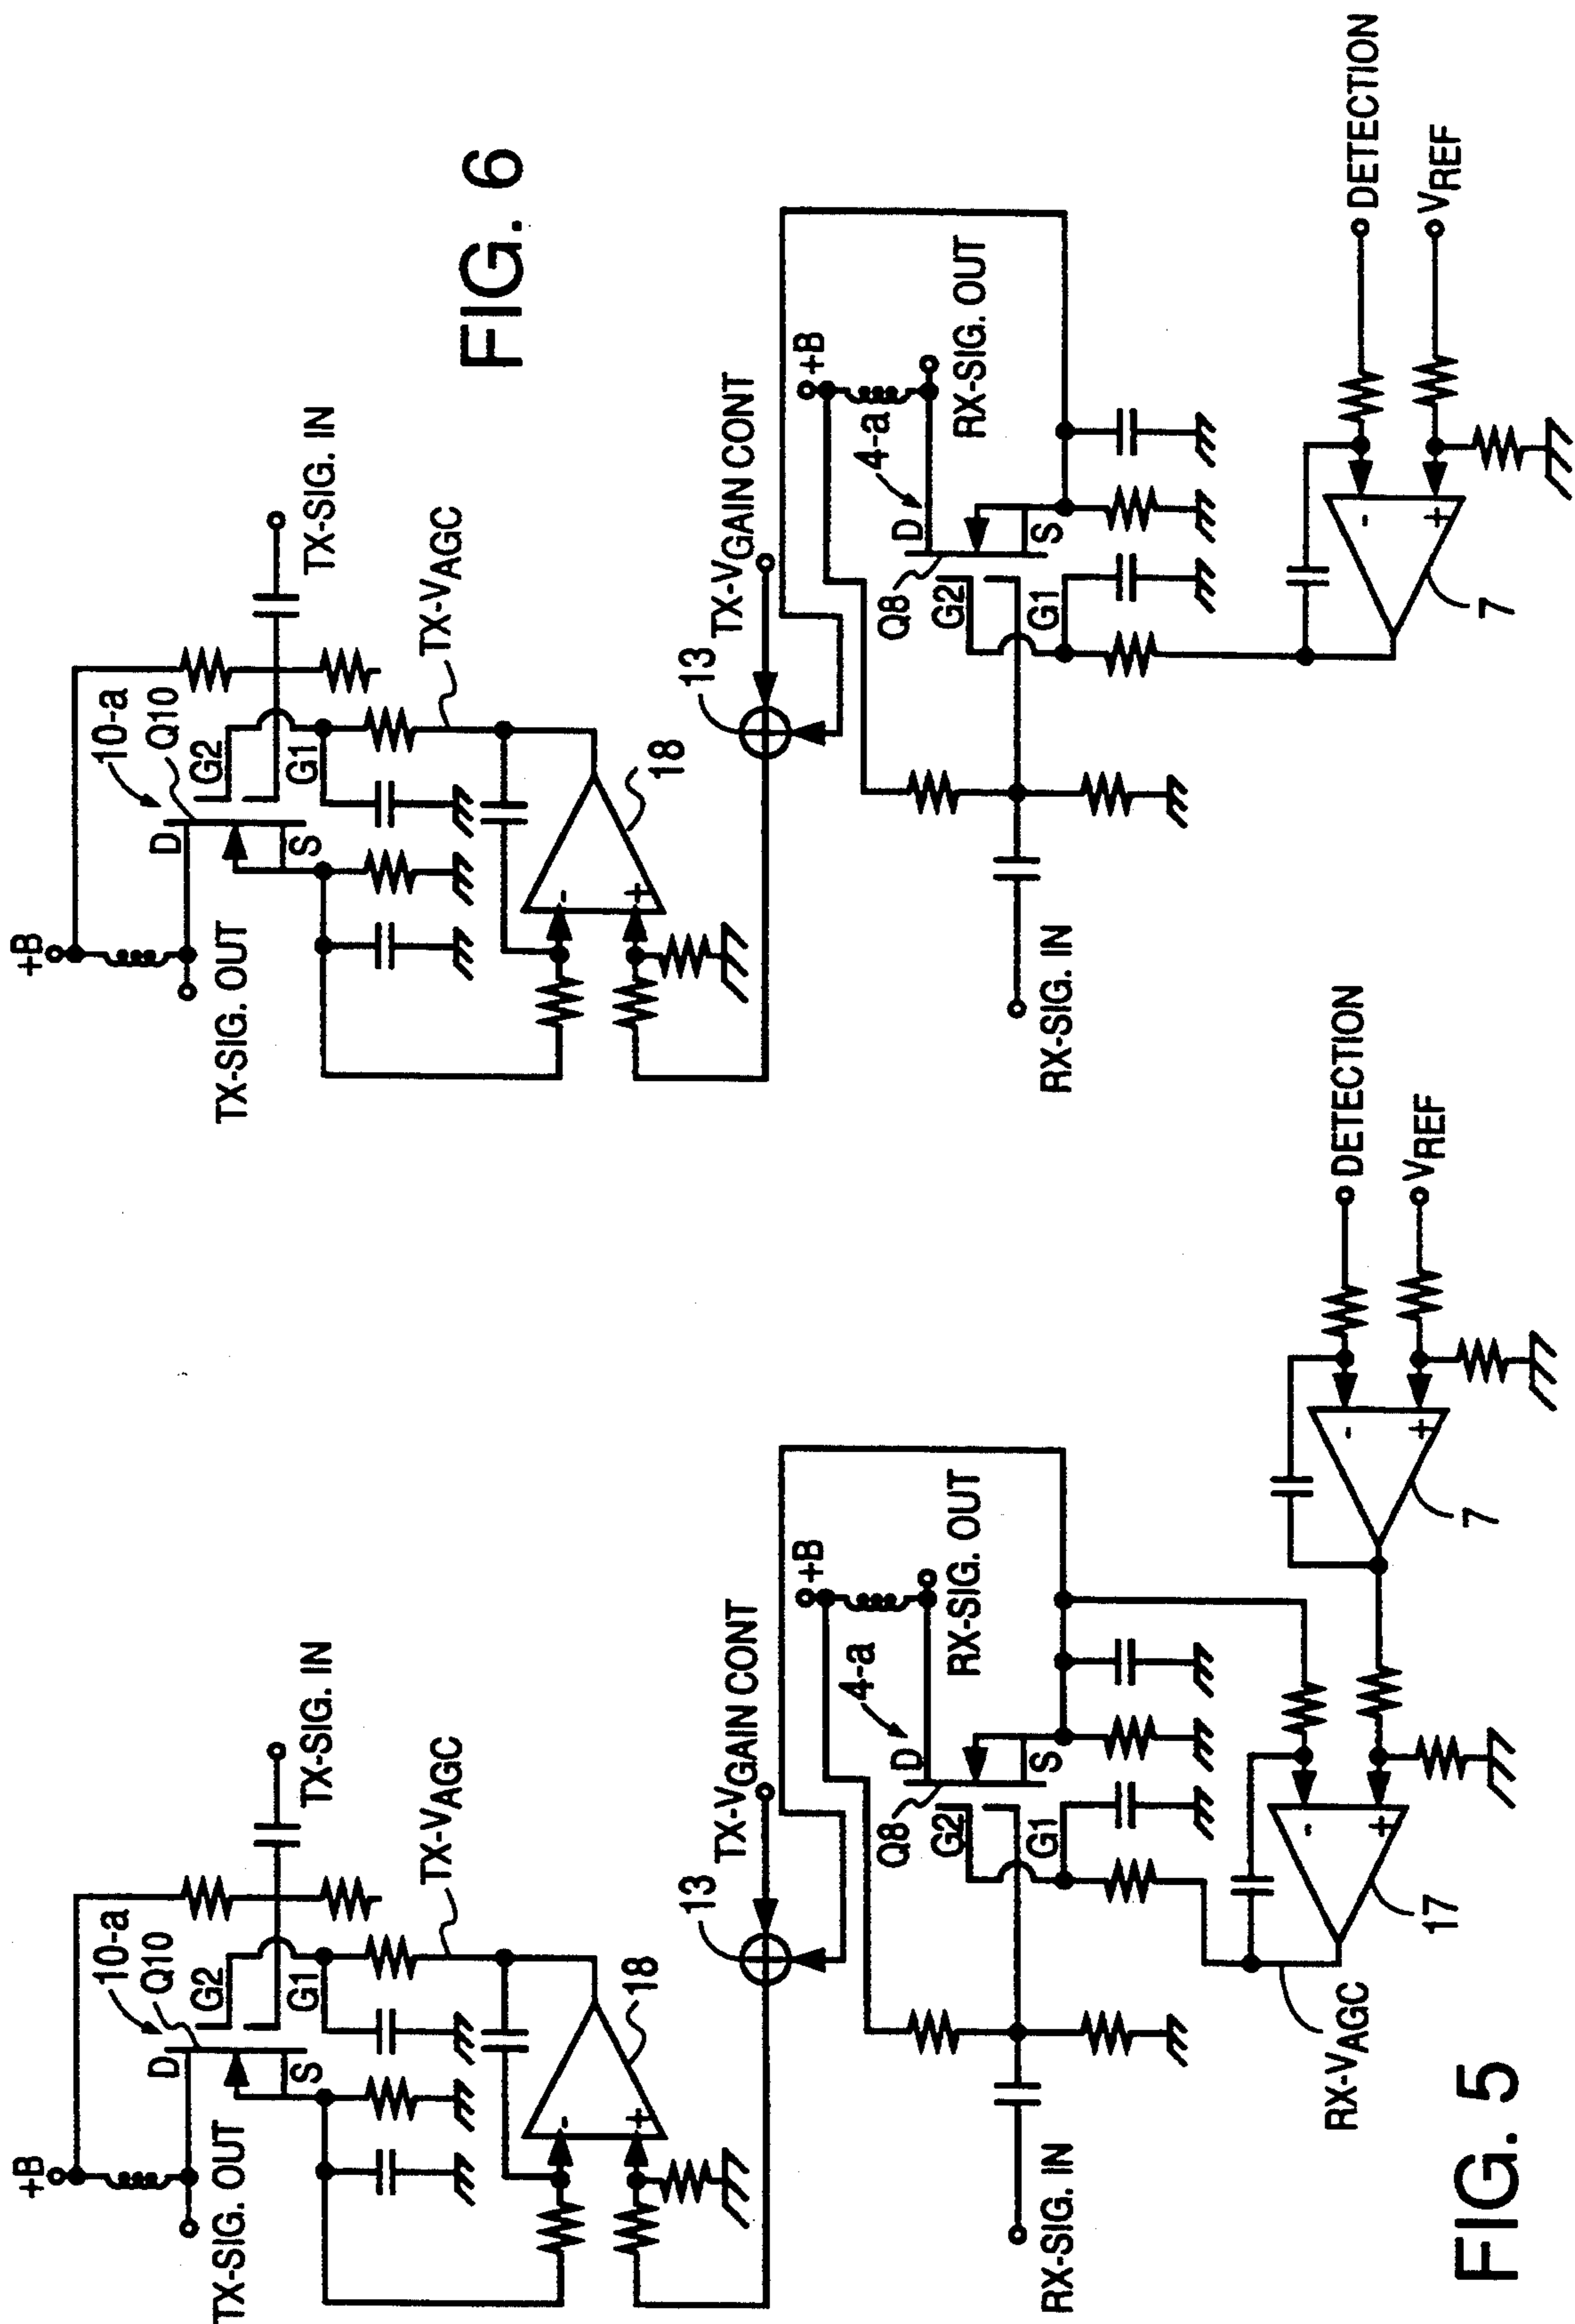 FIG. 5
+B
TX-SIG. OUT
TX-SIG. IN
10-a
Q10
D
G2
G1
S
TX-VAGC
-
+
18
13
TX-VGAIN CONT
+B
RX-SIG. OUT
4-a
D
Q8
G2
G1
S
RX-SIG. IN
RX-VAGC
-
+
17
-
+
7
DETECTION
VREF
FIG. 6
+B
TX-SIG. OUT
TX-SIG. IN
10-a
Q10
D
G2
G1
S
TX-VAGC
-
+
18
13
TX-VGAIN CONT
+B
RX-SIG. OUT
4-a
D
Q8
G2
G1
S
RX-SIG. IN
-
+
7
DETECTION
VREF